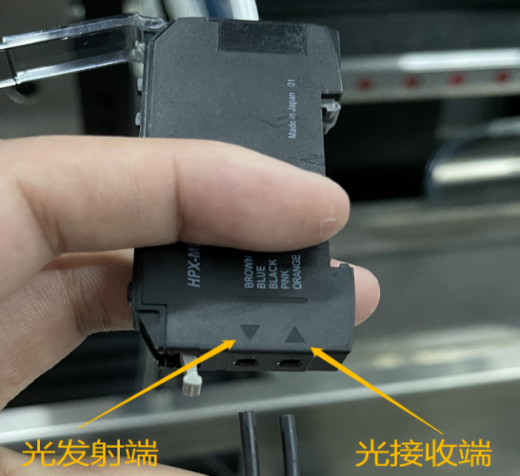 Made in Japan 01
HPX-M
BROWN
BLUE
BLACK
PINK
ORANGE
光发射端
光接收端